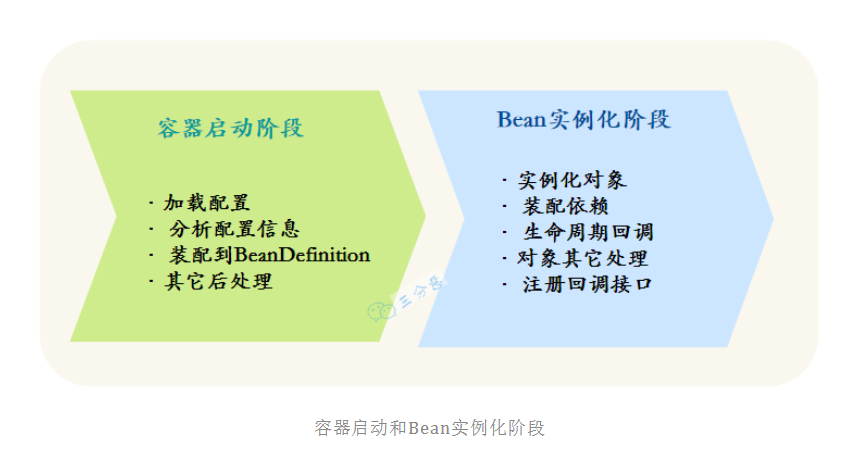 容器启动阶段
· 加载配置
· 分析配置信息
· 装配到BeanDefinition
· 其它后处理
Bean实例化阶段
· 实例化对象
· 装配依赖
· 生命周期回调
· 对象其它处理
· 注册回调接口
三分恶
容器启动和Bean实例化阶段